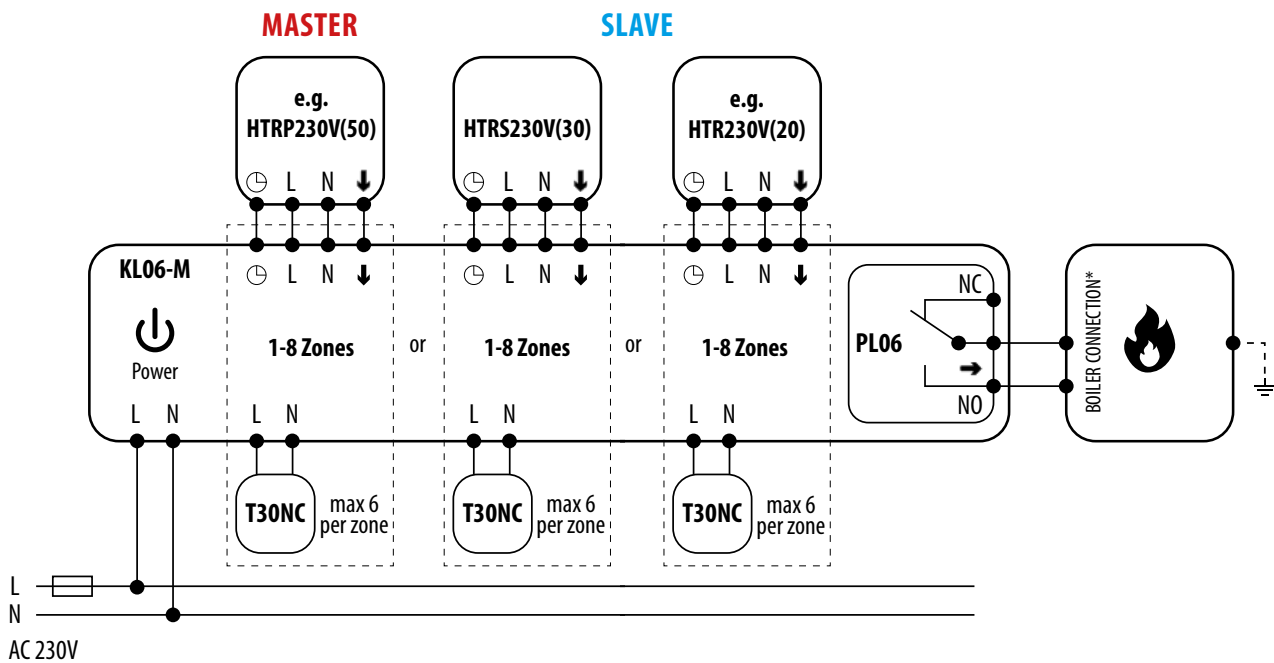 MASTER SLAVE
e.g.
HTRP230V(50)
L N
HTRS230V(30)
L N
e.g.
HTR230V(20)
L N
KL06-M
Power
L N
L N
1-8 Zones
L N
or
L N
1-8 Zones
L N
or
L N
1-8 Zones
L N
PL06
NC
NO
BOILER CONNECTION*
T30NC
max 6
per zone
T30NC
max 6
per zone
T30NC
max 6
per zone
L
N
AC 230V